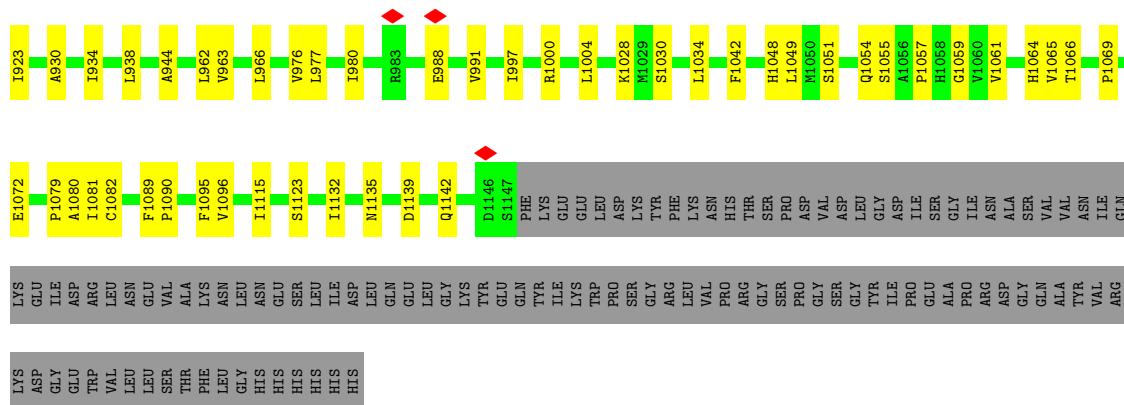 I923 A930 I934 L938 A944 L962 V963 L966 V976 L977 I980 R983 E988 V991 I997 R1000 L1004 K1028 M1029 S1030 L1034 F1042 H1048 L1049 M1050 S1051 Q1054 S1055 A1056 P1057 H1058 G1059 V1060 V1061 H1064 V1065 T1066 P1069
E1072 P1079 A1080 I1081 C1082 F1089 P1090 F1095 V1096 I1115 S1123 I1132 N1135 D1139 Q1142 D1146 S1147 PHE LYS GLU GLU LEU ASP LYS TYR PHE LYS ASN HIS THR SER PRO ASP VAL ASP LEU GLY ASP ILE SER GLY ILE ASN ALA SER VAL VAL ASN ILE GLN
LYS GLU ILE ASP ARG LEU ASN GLU VAL ALA LYS ASN LEU ASN GLU SER LEU ILE ASP LEU GLN GLU LEU GLY LYS TYR GLU GLN TYR ILE LYS TRP PRO SER GLY ARG LEU VAL PRO ARG GLY SER PRO GLY SER GLY TYR ILE PRO GLU ALA PRO ARG ASP GLY GLN ALA TYR VAL ARG
LYS ASP GLY GLU TRP VAL LEU LEU SER THR PHE LEU GLY HIS HIS HIS HIS HIS HIS